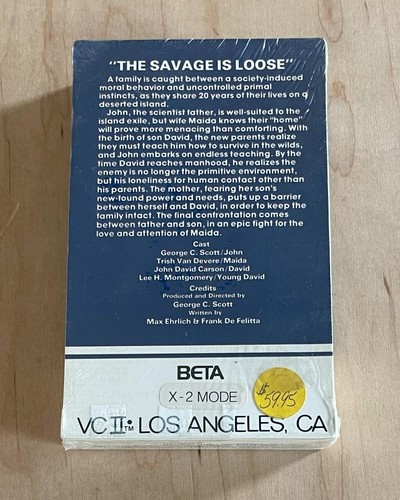 "THE SAVAGE IS LOOSE"
A family is caught between a society-induced
moral behavior and uncontrolled primal
instincts, as they share 20 years of their lives on a
deserted island.
John, the scientist father, is well-suited to the
island exile, but wife Maida knows their "home"
will prove more menacing than comforting. With
the birth of son David, the new parents realize
they must teach him how to survive in the wilds,
and John embarks on endless teaching. By the
time David reaches manhood, he realizes the
enemy is no longer the primitive environment,
but his loneliness for human contact other than
his parents. The mother, fearing her son's
new-found power and needs, puts up a barrier
between herself and David, in order to keep the
family intact. The final confrontation comes
between father and son, in an epic fight for the
love and attention of Maida.
Cast
George C. Scott/John
Trish Van Devere/Maida
John David Carson/David
Lee H. Montgomery/Young David
Credits
Produced and Directed by
George C. Scott
Written by
Max Ehrlich & Frank De Felitta
BETA
X-2 MODE
$59.95
VCII™ LOS ANGELES, CA